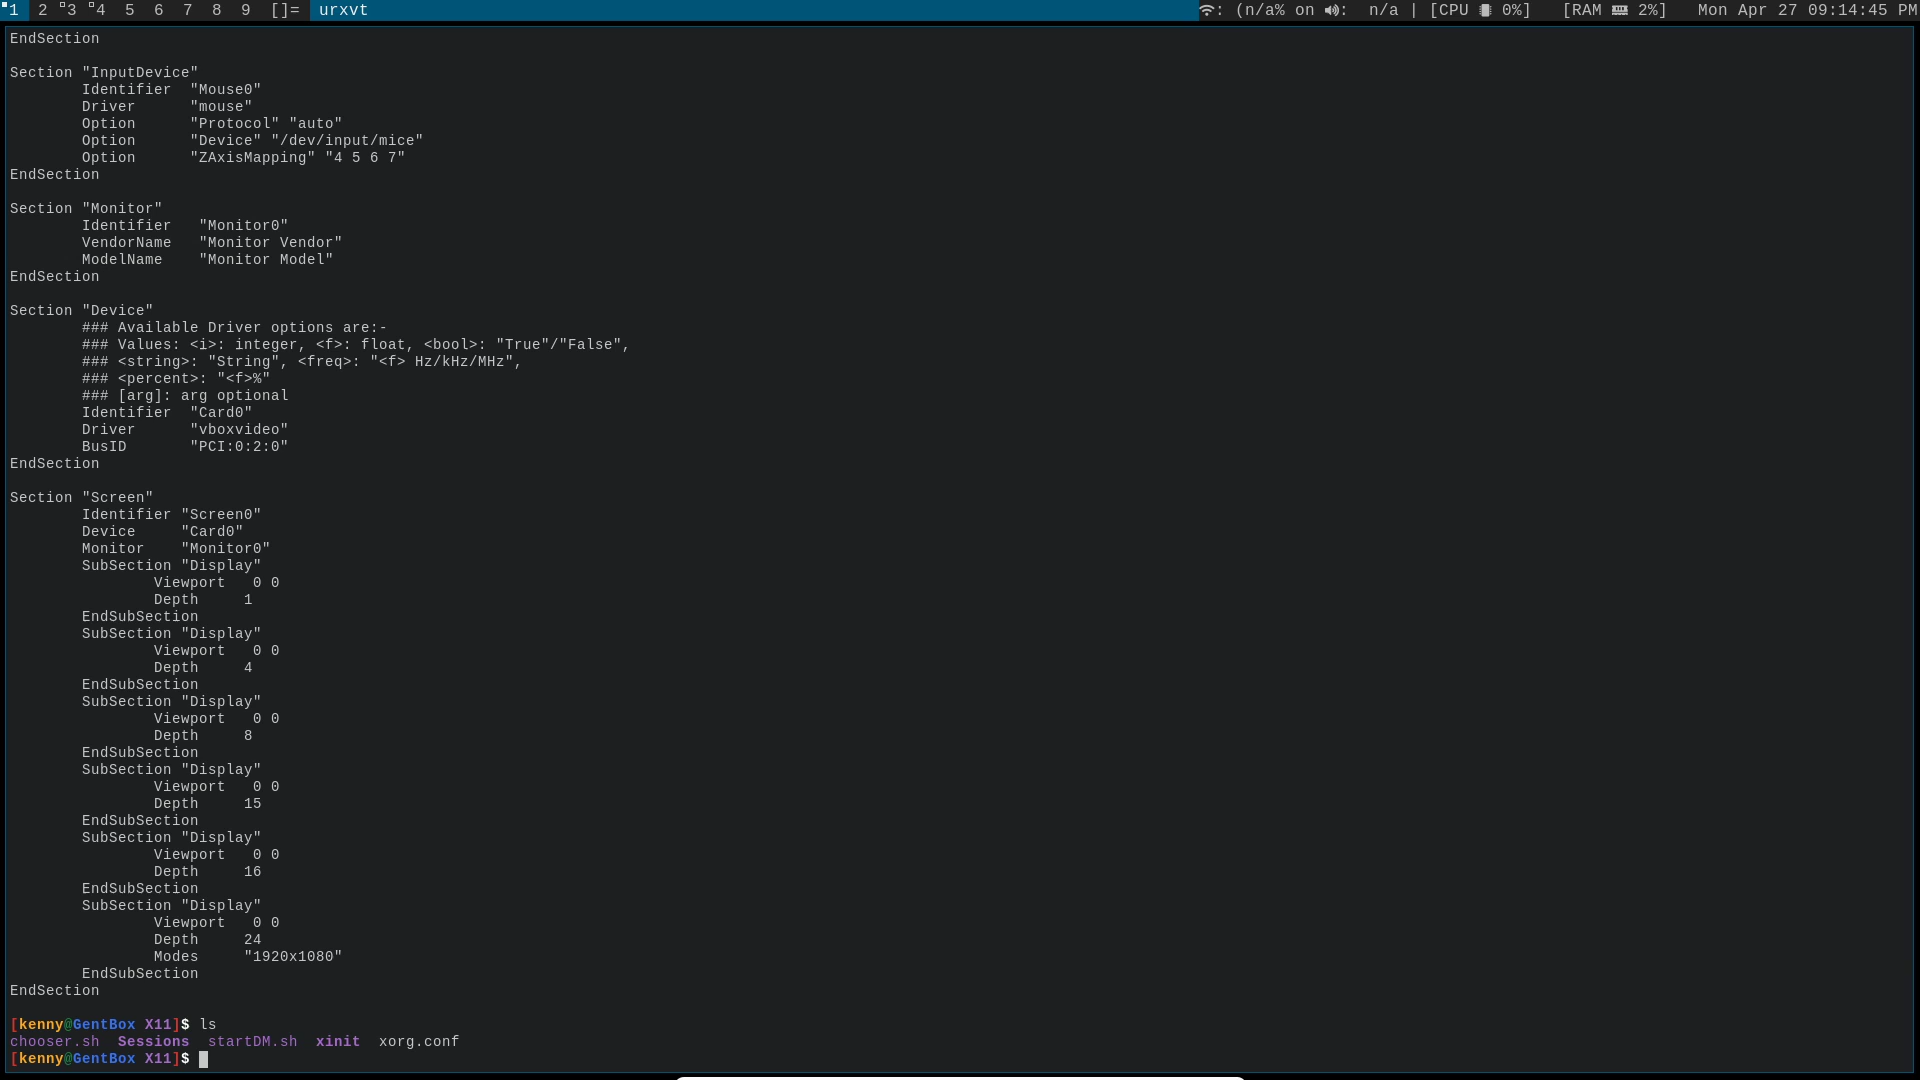 1 2 3 4 5 6 7 8 9 []= urxvt : (n/a% on : n/a | [CPU 0%] [RAM 2%] Mon Apr 27 09:14:45 PM
EndSection
Section "InputDevice"
Identifier "Mouse0"
Driver "mouse"
Option "Protocol" "auto"
Option "Device" "/dev/input/mice"
Option "ZAxisMapping" "4 5 6 7"
EndSection
Section "Monitor"
Identifier "Monitor0"
VendorName "Monitor Vendor"
ModelName "Monitor Model"
EndSection
Section "Device"
### Available Driver options are:-
### Values: <i>: integer, <f>: float, <bool>: "True"/"False",
### <string>: "String", <freq>: "<f> Hz/kHz/MHz",
### <percent>: "<f>%"
### [arg]: arg optional
Identifier "Card0"
Driver "vboxvideo"
BusID "PCI:0:2:0"
EndSection
Section "Screen"
Identifier "Screen0"
Device "Card0"
Monitor "Monitor0"
SubSection "Display"
Viewport 0 0
Depth 1
EndSubSection
SubSection "Display"
Viewport 0 0
Depth 4
EndSubSection
SubSection "Display"
Viewport 0 0
Depth 8
EndSubSection
SubSection "Display"
Viewport 0 0
Depth 15
EndSubSection
SubSection "Display"
Viewport 0 0
Depth 16
EndSubSection
SubSection "Display"
Viewport 0 0
Depth 24
Modes "1920x1080"
EndSubSection
EndSection
[kenny@GentBox X11]$ ls
chooser.sh Sessions startDM.sh xinit xorg.conf
[kenny@GentBox X11]$